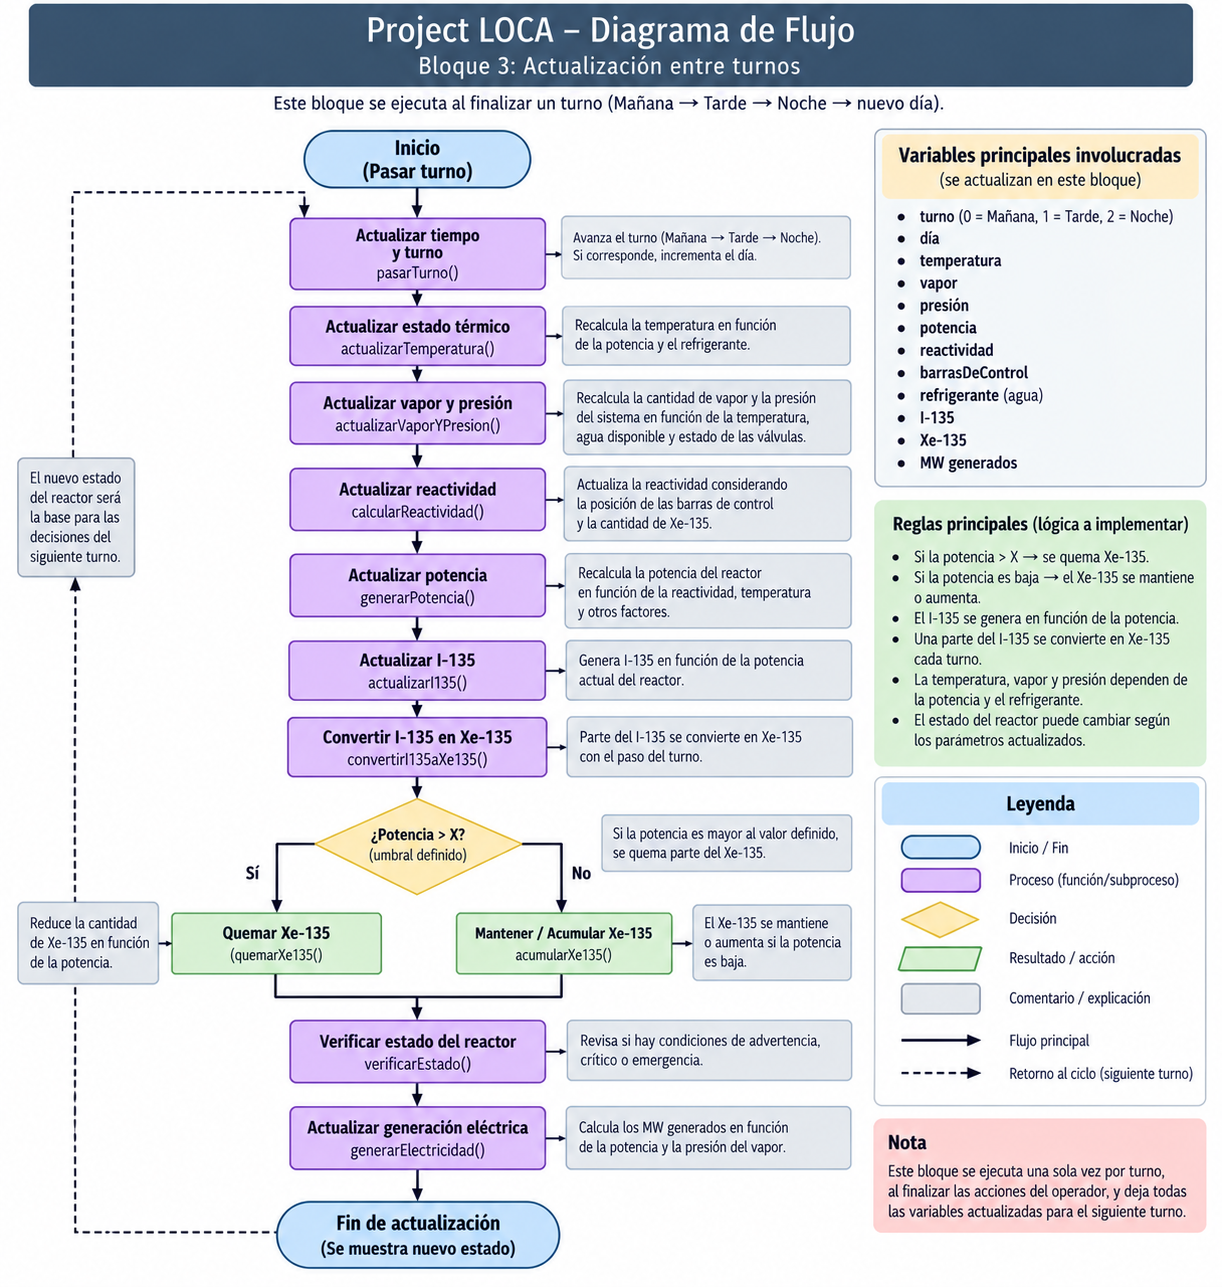 Project LOCA – Diagrama de Flujo
Bloque 3: Actualización entre turnos
Este bloque se ejecuta al finalizar un turno (Mañana → Tarde → Noche → nuevo día).
Inicio
(Pasar turno)
Actualizar tiempo
y turno
pasarTurno()
Avanza el turno (Mañana → Tarde → Noche).
Si corresponde, incrementa el día.
Actualizar estado térmico
actualizarTemperatura()
Recalcula la temperatura en función
de la potencia y el refrigerante.
Actualizar vapor y presión
actualizarVaporYPresion()
Recalcula la cantidad de vapor y la presión
del sistema en función de la temperatura,
agua disponible y estado de las válvulas.
Actualizar reactividad
calcularReactividad()
Actualiza la reactividad considerando
la posición de las barras de control
y la cantidad de Xe-135.
El nuevo estado
del reactor será
la base para las
decisiones del
siguiente turno.
Actualizar potencia
generarPotencia()
Recalcula la potencia del reactor
en función de la reactividad, temperatura
y otros factores.
Actualizar I-135
actualizarI135()
Genera I-135 en función de la potencia
actual del reactor.
Convertir I-135 en Xe-135
convertirI135aXe135()
Parte del I-135 se convierte en Xe-135
con el paso del turno.
¿Potencia > X?
(umbral definido)
Si la potencia es mayor al valor definido,
se quema parte del Xe-135.
Sí
No
Reduce la cantidad
de Xe-135 en función
de la potencia.
Quemar Xe-135
(quemarXe135()
Mantener / Acumular Xe-135
acumularXe135()
El Xe-135 se mantiene
o aumenta si la potencia
es baja.
Verificar estado del reactor
verificarEstado()
Revisa si hay condiciones de advertencia,
crítico o emergencia.
Actualizar generación eléctrica
generarElectricidad()
Calcula los MW generados en función
de la potencia y la presión del vapor.
Fin de actualización
(Se muestra nuevo estado)
Variables principales involucradas
(se actualizan en este bloque)
● turno (0 = Mañana, 1 = Tarde, 2 = Noche)
● día
● temperatura
● vapor
● presión
● potencia
● reactividad
● barrasDeControl
● refrigerante (agua)
● I-135
● Xe-135
● MW generados
Reglas principales (lógica a implementar)
● Si la potencia > X → se quema Xe-135.
● Si la potencia es baja → el Xe-135 se mantiene
o aumenta.
● El I-135 se genera en función de la potencia.
● Una parte del I-135 se convierte en Xe-135
cada turno.
● La temperatura, vapor y presión dependen de
la potencia y el refrigerante.
● El estado del reactor puede cambiar según
los parámetros actualizados.
Leyenda
Inicio / Fin
Proceso (función/subproceso)
Decisión
Resultado / acción
Comentario / explicación
Flujo principal
Retorno al ciclo (siguiente turno)
Nota
Este bloque se ejecuta una sola vez por turno,
al finalizar las acciones del operador, y deja todas
las variables actualizadas para el siguiente turno.